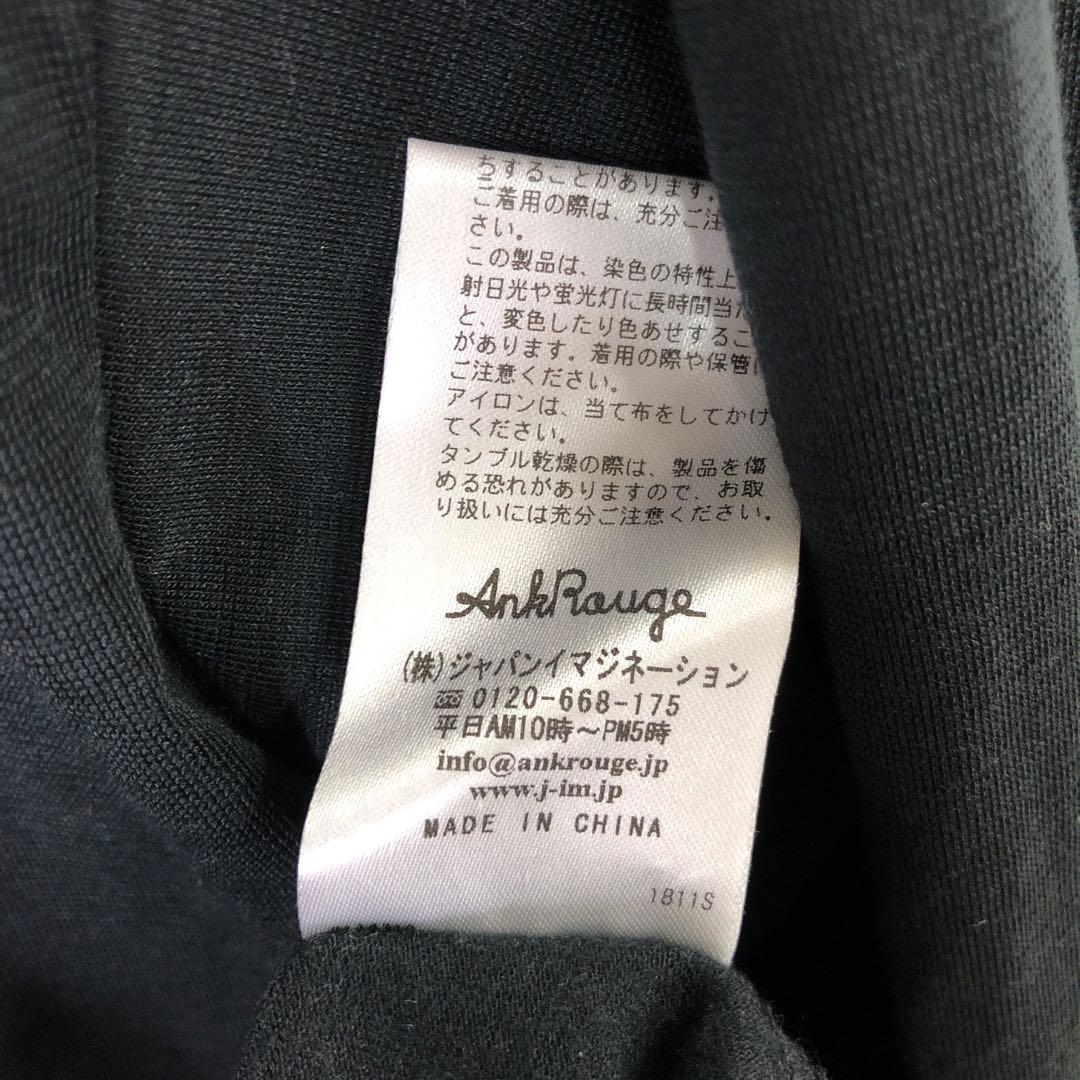 ちすることがあります。
ご着用の際は、充分ご注
さい。
この製品は、染色の特性上
射日光や蛍光灯に長時間当た
と、変色したり色あせするこ
があります。着用の際や保管に
ご注意ください。
アイロンは、当て布をしてかけ
てください。
タンブル乾燥の際は、製品を傷
める恐れがありますので、お取
り扱いには充分ご注意ください。
AnkRouge
(株)ジャパンイマジネーション
0120-668-175
平日AM10時〜PM5時
info@ankrouge.jp
www.j-im.jp
MADE IN CHINA
1811S